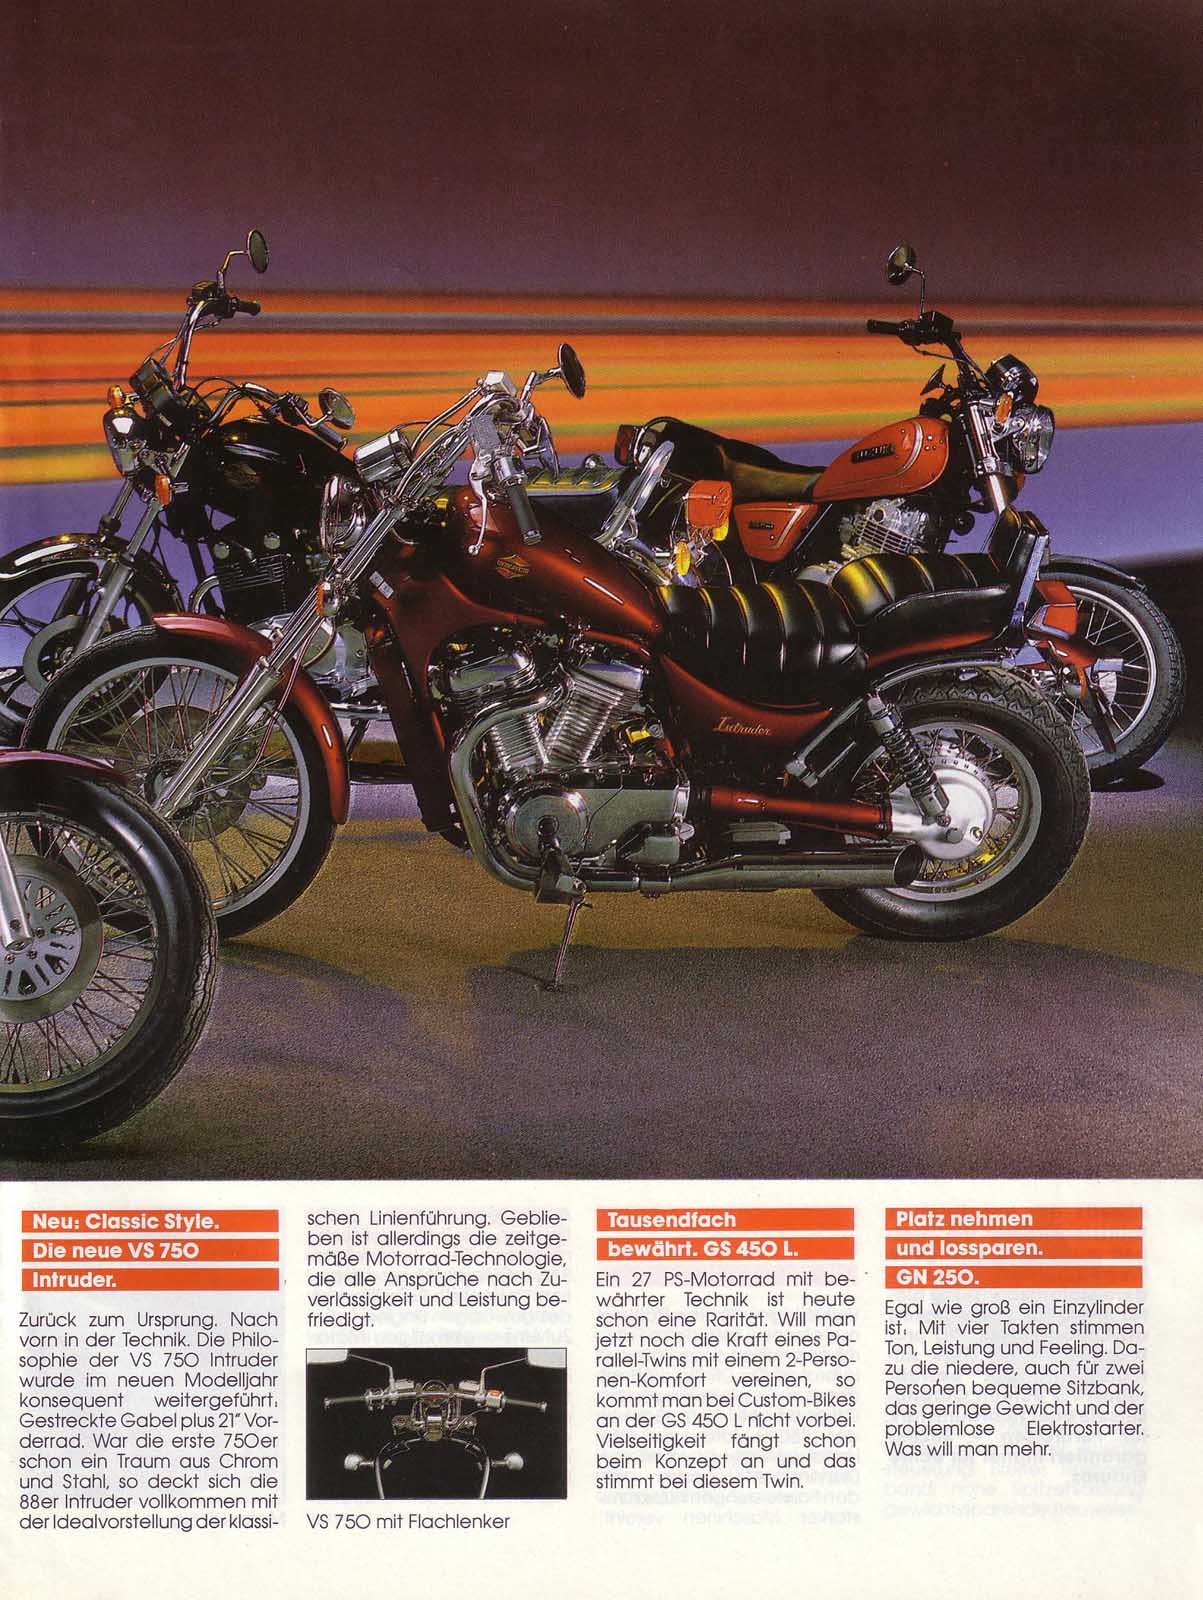 SUZUKI
INTRUDER
Intruder
Neu: Classic Style.
Die neue VS 750
Intruder.
Zurück zum Ursprung. Nach
vorn in der Technik. Die Philo-
sophie der VS 750 Intruder
wurde im neuen Modelljahr
konsequent weitergeführt:
Gestreckte Gabel plus 21" Vor-
derrad. War die erste 750er
schon ein Traum aus Chrom
und Stahl, so deckt sich die
88er Intruder vollkommen mit
der Idealvorstellung der klassi-
schen Linienführung. Geblie-
ben ist allerdings die zeitge-
mäße Motorrad-Technologie,
die alle Ansprüche nach Zu-
verlässigkeit und Leistung be-
friedigt.
VS 750 mit Flachlenker
Tausendfach
bewährt. GS 450 L.
Ein 27 PS-Motorrad mit be-
währter Technik ist heute
schon eine Rarität. Will man
jetzt noch die Kraft eines Pa-
rallel-Twins mit einem 2-Perso-
nen-Komfort vereinen, so
kommt man bei Custom-Bikes
an der GS 450 L nicht vorbei.
Vielseitigkeit fängt schon
beim Konzept an und das
stimmt bei diesem Twin.
Platz nehmen
und lossparen.
GN 250.
Egal wie groß ein Einzylinder
ist: Mit vier Takten stimmen
Ton, Leistung und Feeling. Da-
zu die niedere, auch für zwei
Personen bequeme Sitzbank,
das geringe Gewicht und der
problemlose Elektrostarter.
Was will man mehr.